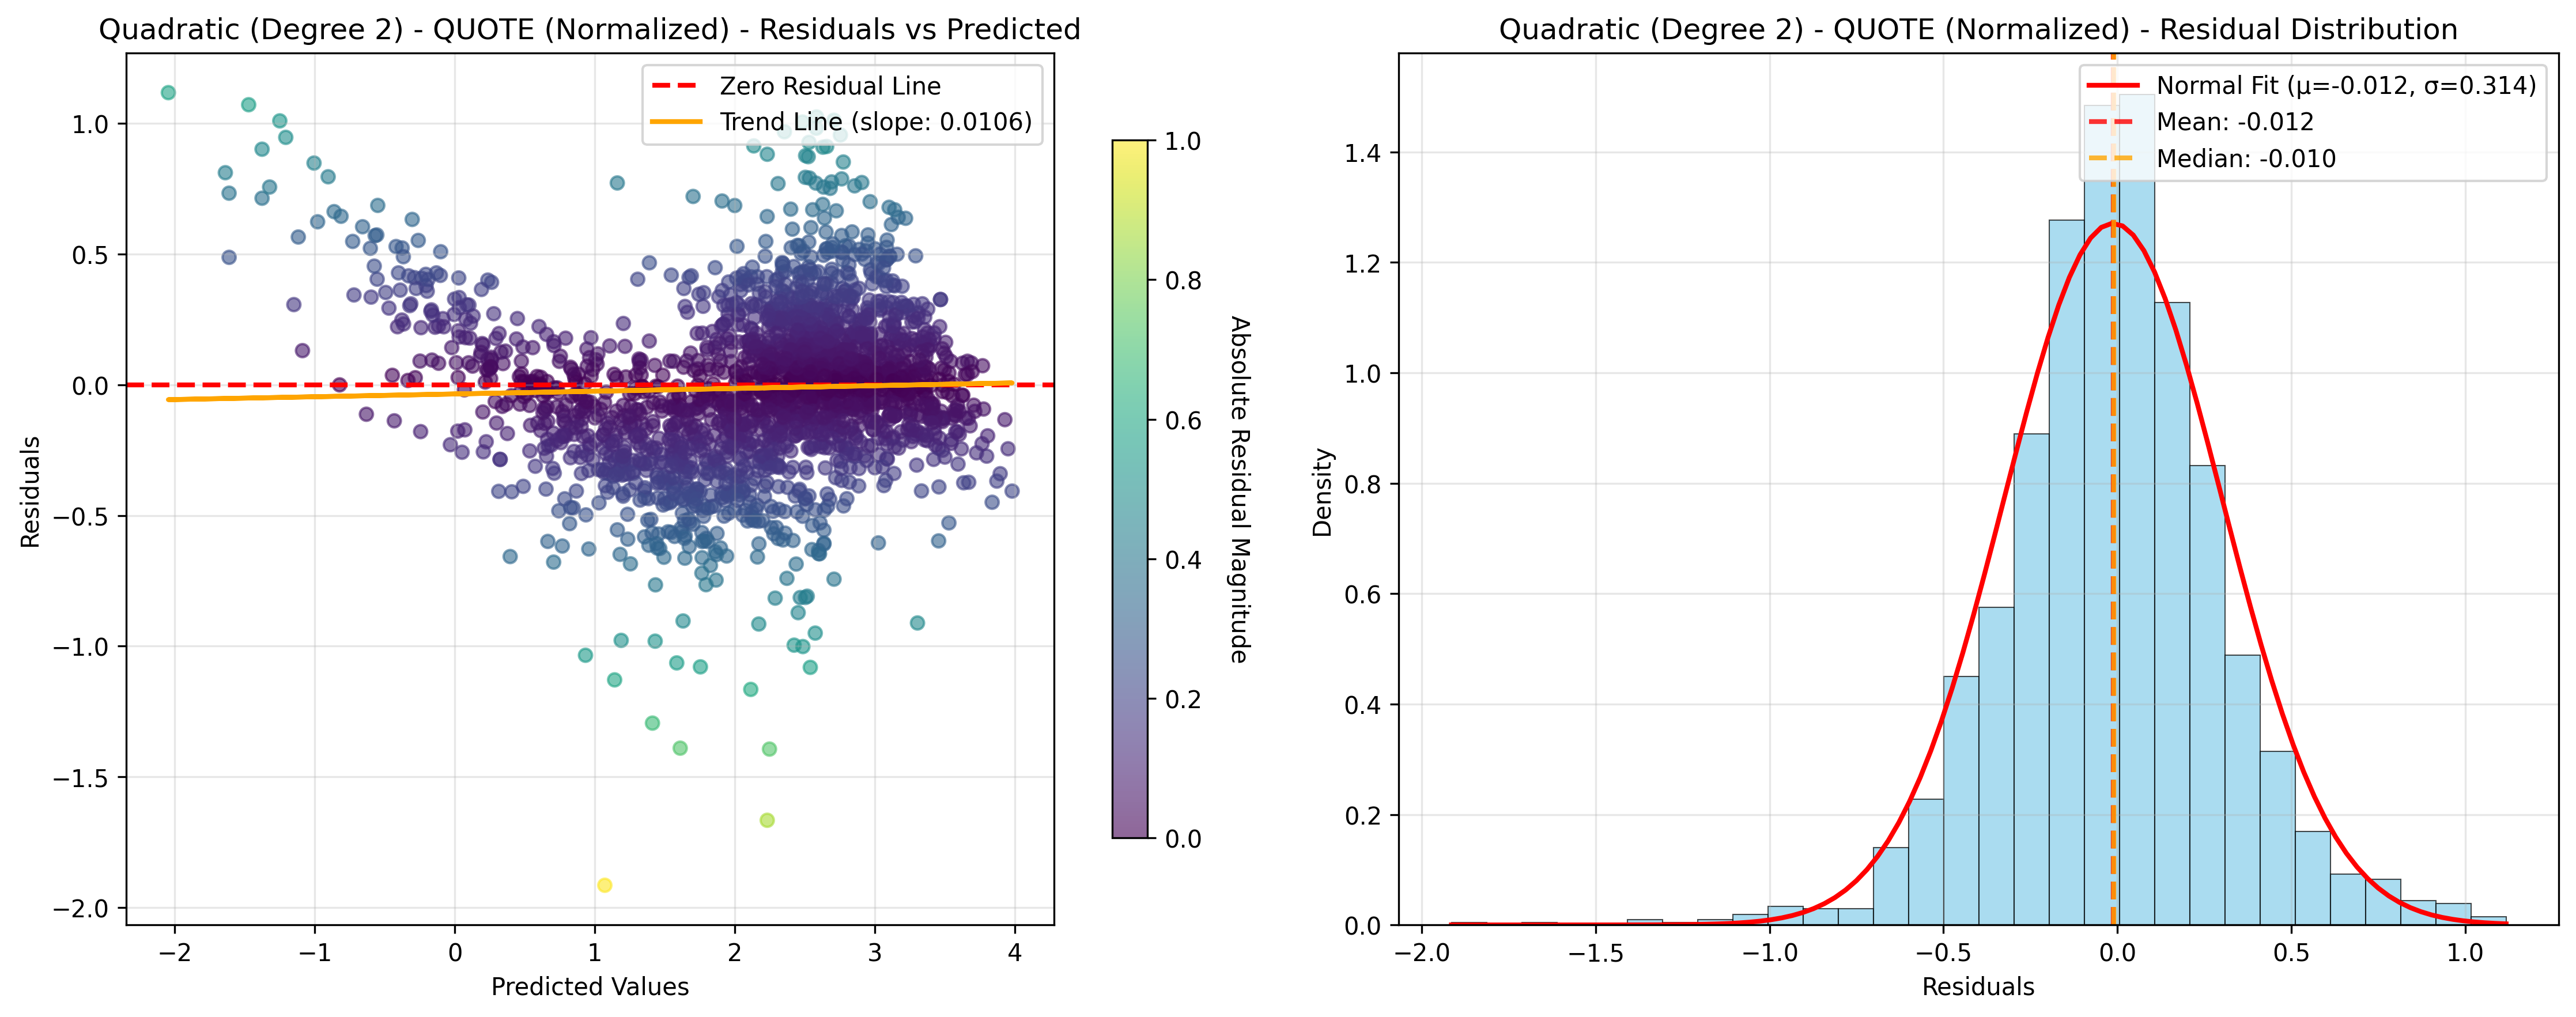 Quadratic (Degree 2) - QUOTE (Normalized) - Residuals vs Predicted
Zero Residual Line
Trend Line (slope: 0.0106)
1.0
0.5
0.0
−0.5
−1.0
−1.5
−2.0
Residuals
−2
−1
0
1
2
3
4
Predicted Values
1.0
0.8
0.6
0.4
0.2
0.0
Absolute Residual Magnitude
Quadratic (Degree 2) - QUOTE (Normalized) - Residual Distribution
Normal Fit (μ=-0.012, σ=0.314)
Mean: -0.012
Median: -0.010
1.4
1.2
1.0
0.8
0.6
0.4
0.2
0.0
Density
−2.0
−1.5
−1.0
−0.5
0.0
0.5
1.0
Residuals